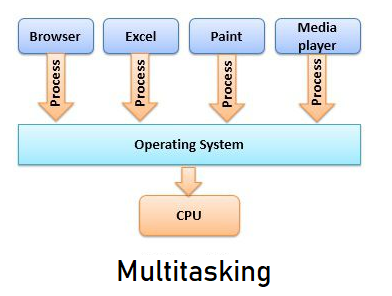 Browser
Excel
Paint
Media
player
Process
Process
Process
Process
Operating System
CPU
Multitasking